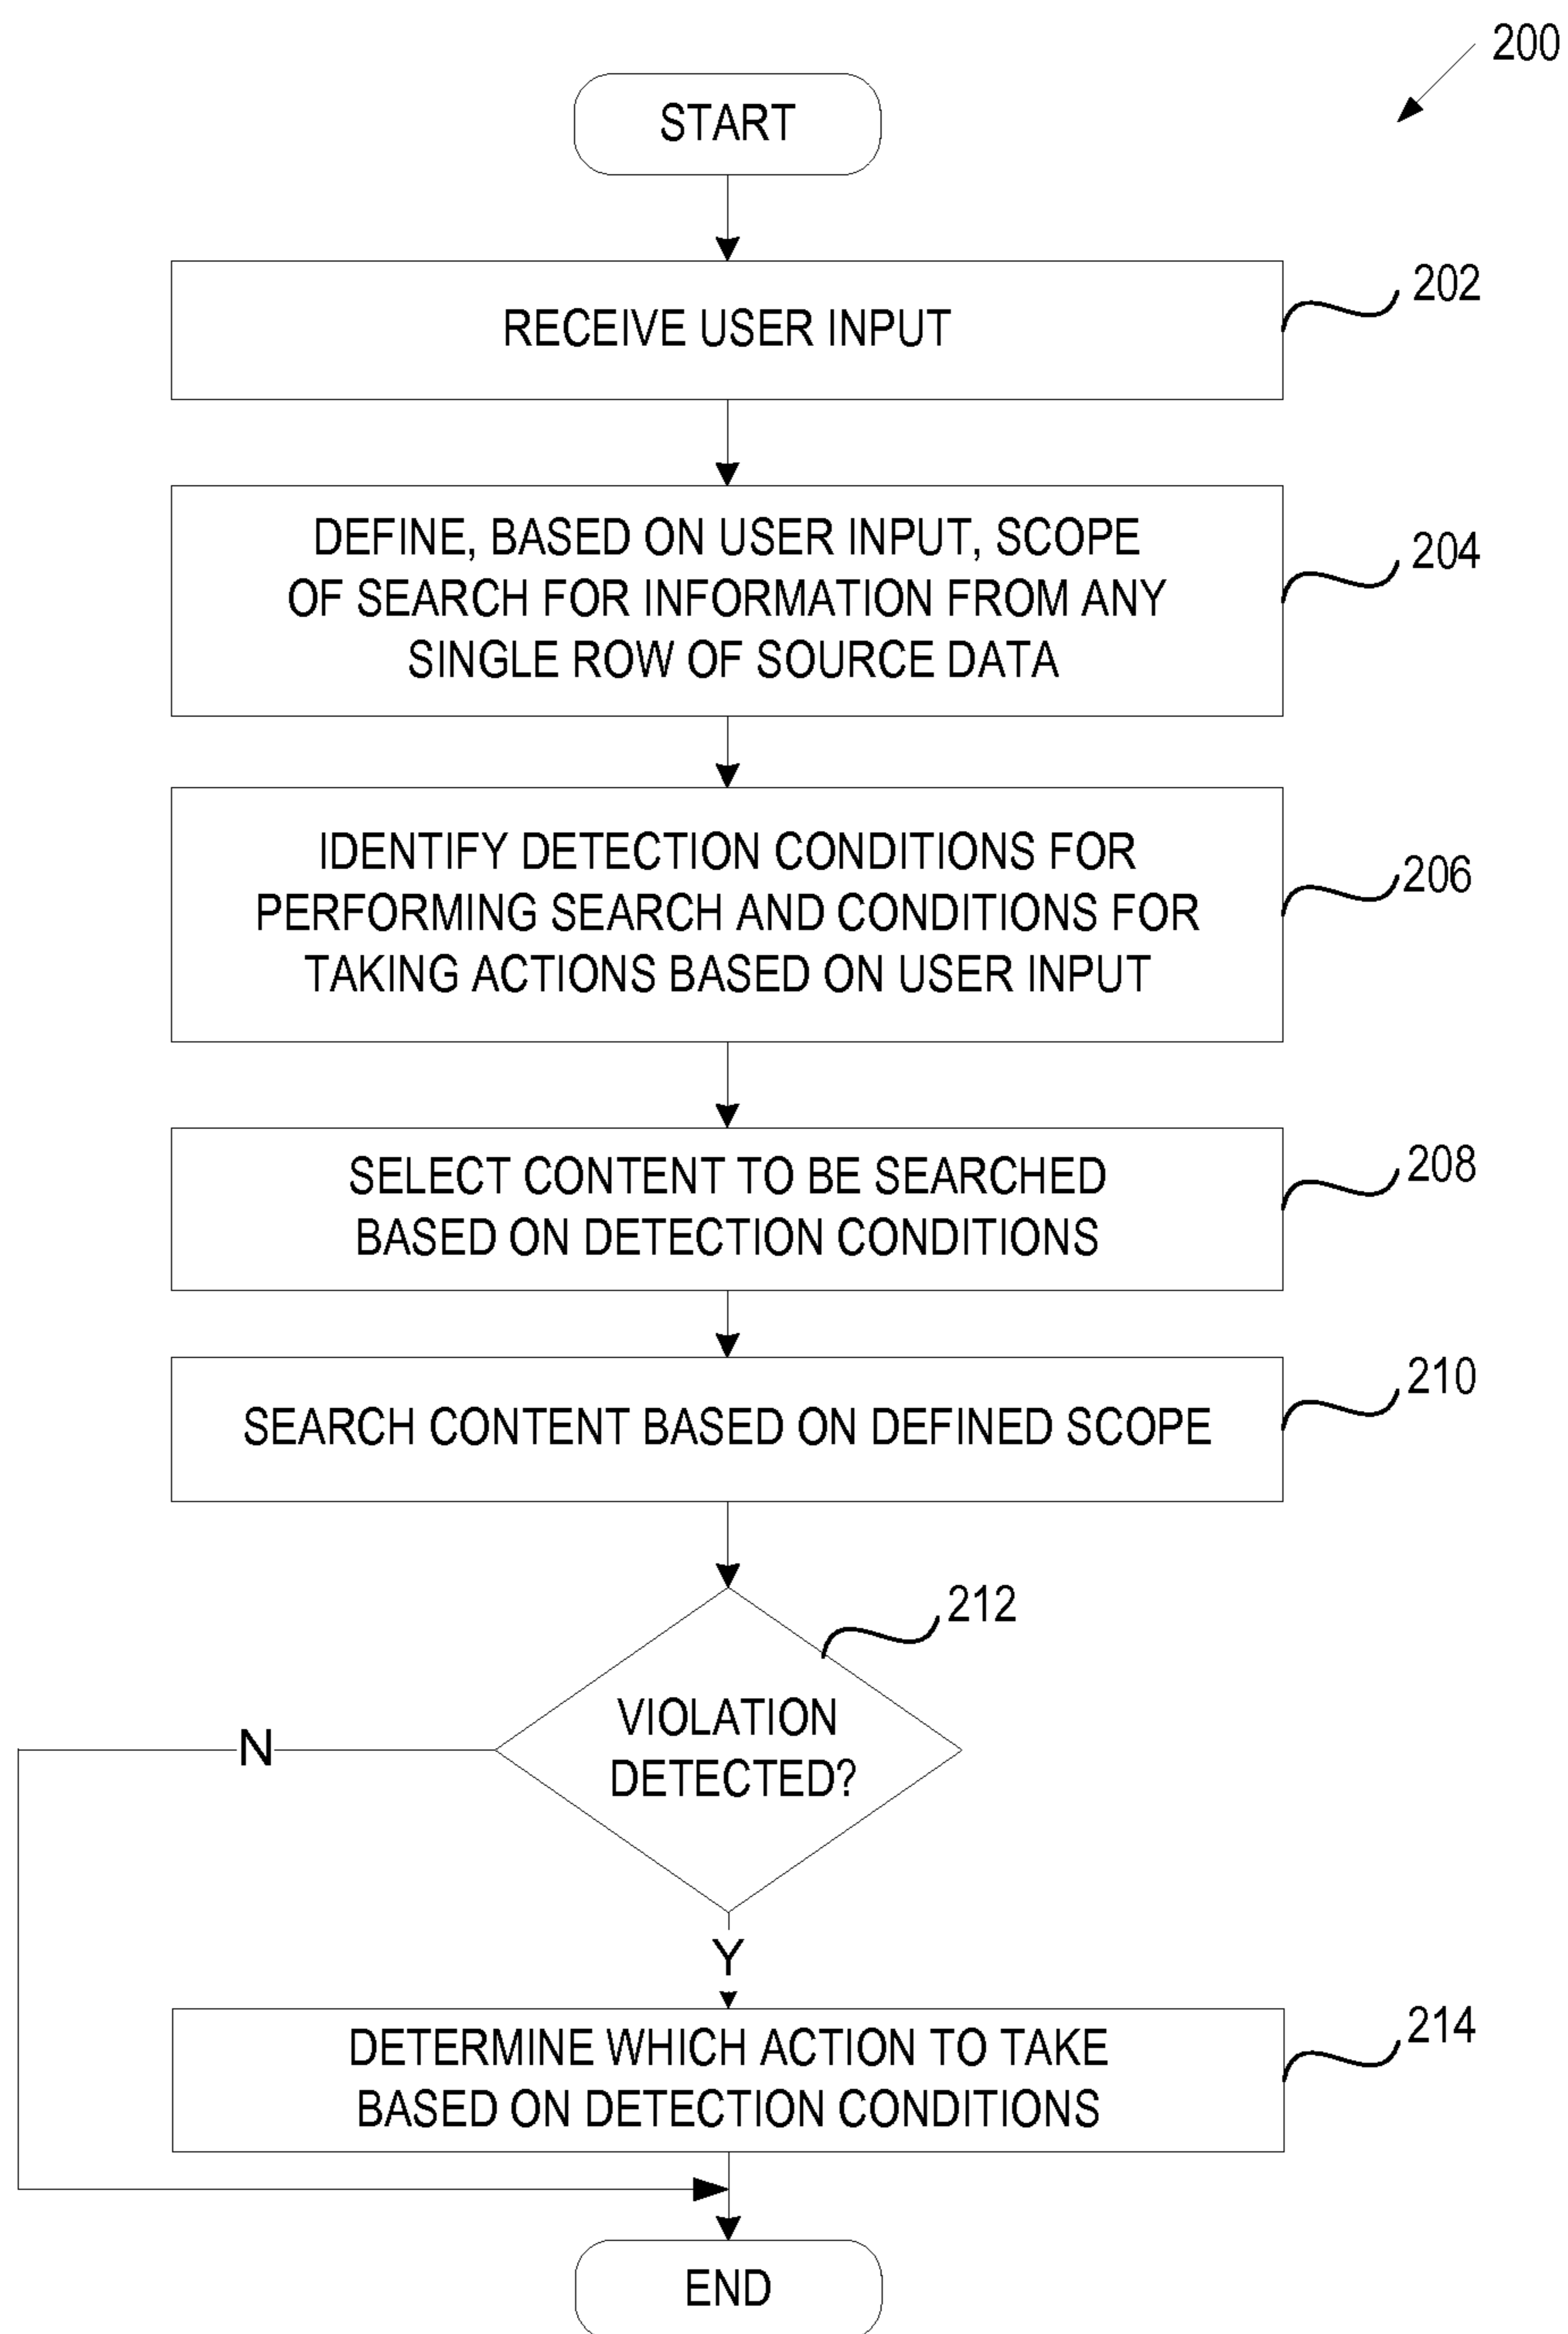 200
START
RECEIVE USER INPUT
202
DEFINE, BASED ON USER INPUT, SCOPE
OF SEARCH FOR INFORMATION FROM ANY
SINGLE ROW OF SOURCE DATA
204
IDENTIFY DETECTION CONDITIONS FOR
PERFORMING SEARCH AND CONDITIONS FOR
TAKING ACTIONS BASED ON USER INPUT
206
SELECT CONTENT TO BE SEARCHED
BASED ON DETECTION CONDITIONS
208
SEARCH CONTENT BASED ON DEFINED SCOPE
210
212
VIOLATION
DETECTED?
N
Y
DETERMINE WHICH ACTION TO TAKE
BASED ON DETECTION CONDITIONS
214
END